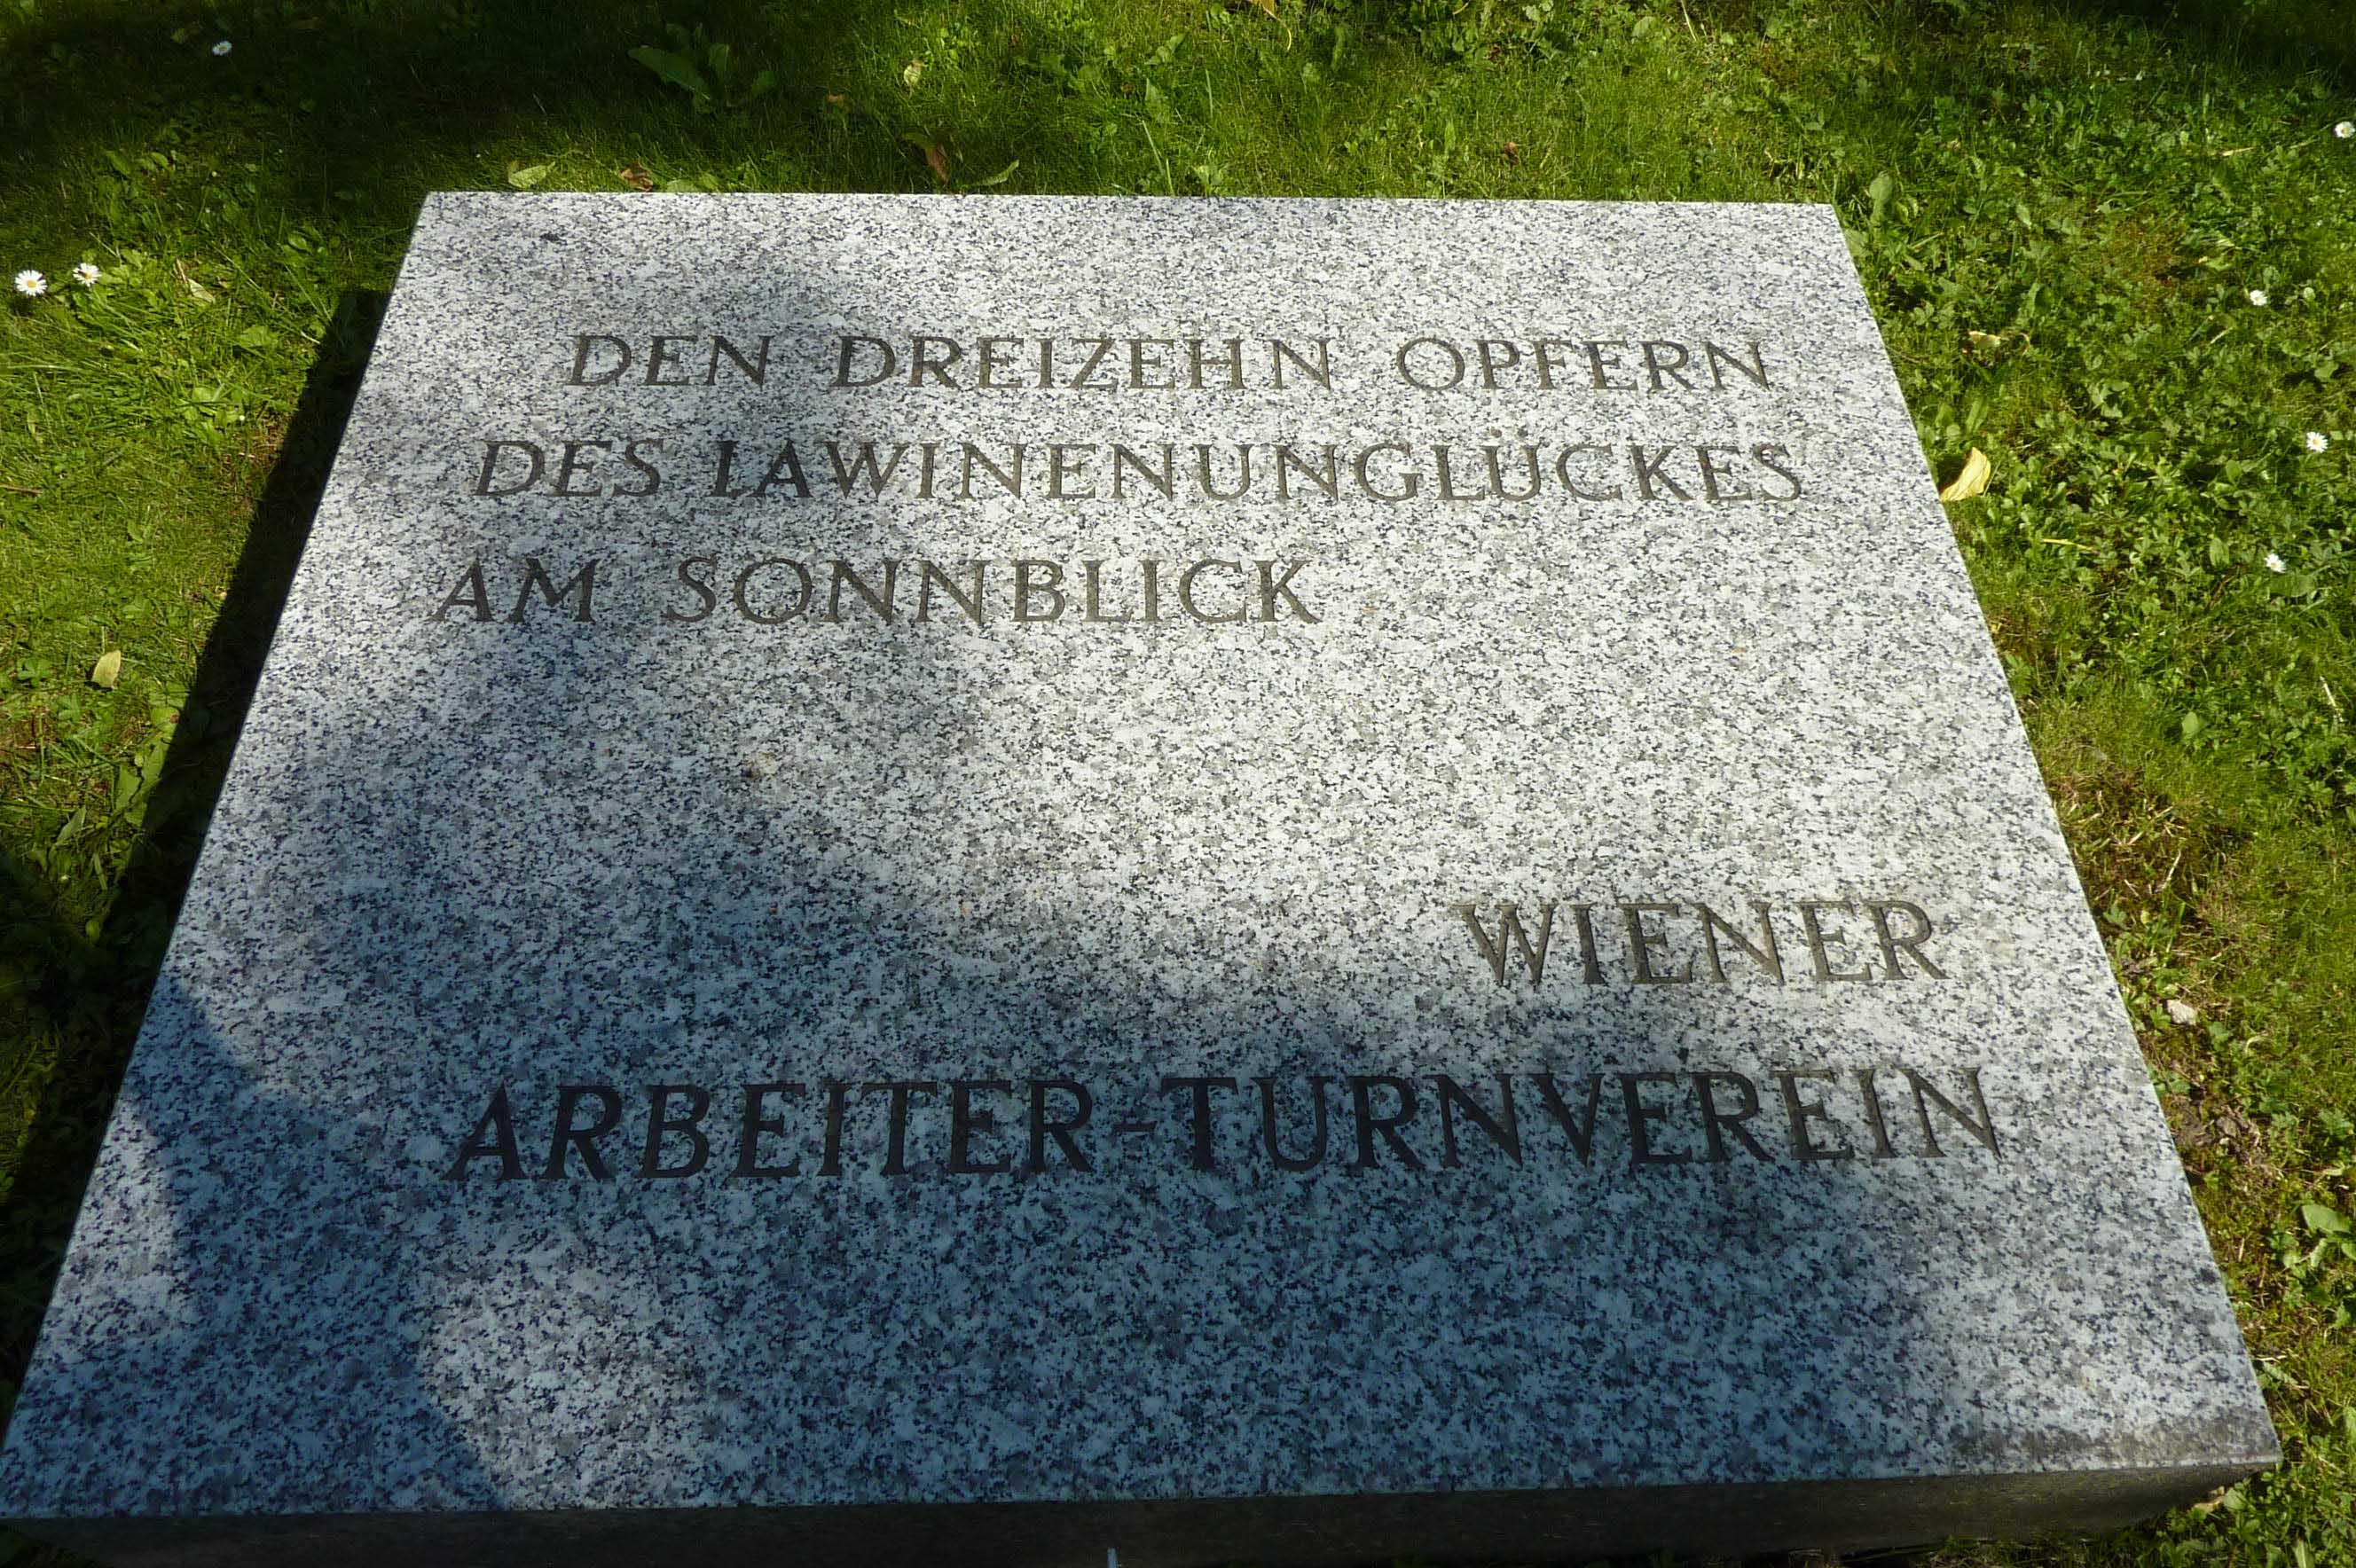 DEN DREIZEHN OPFERN
DES LAWINENUNGLÜCKES
AM SONNBLICK
WIENER
ARBEITER-TURNVEREIN